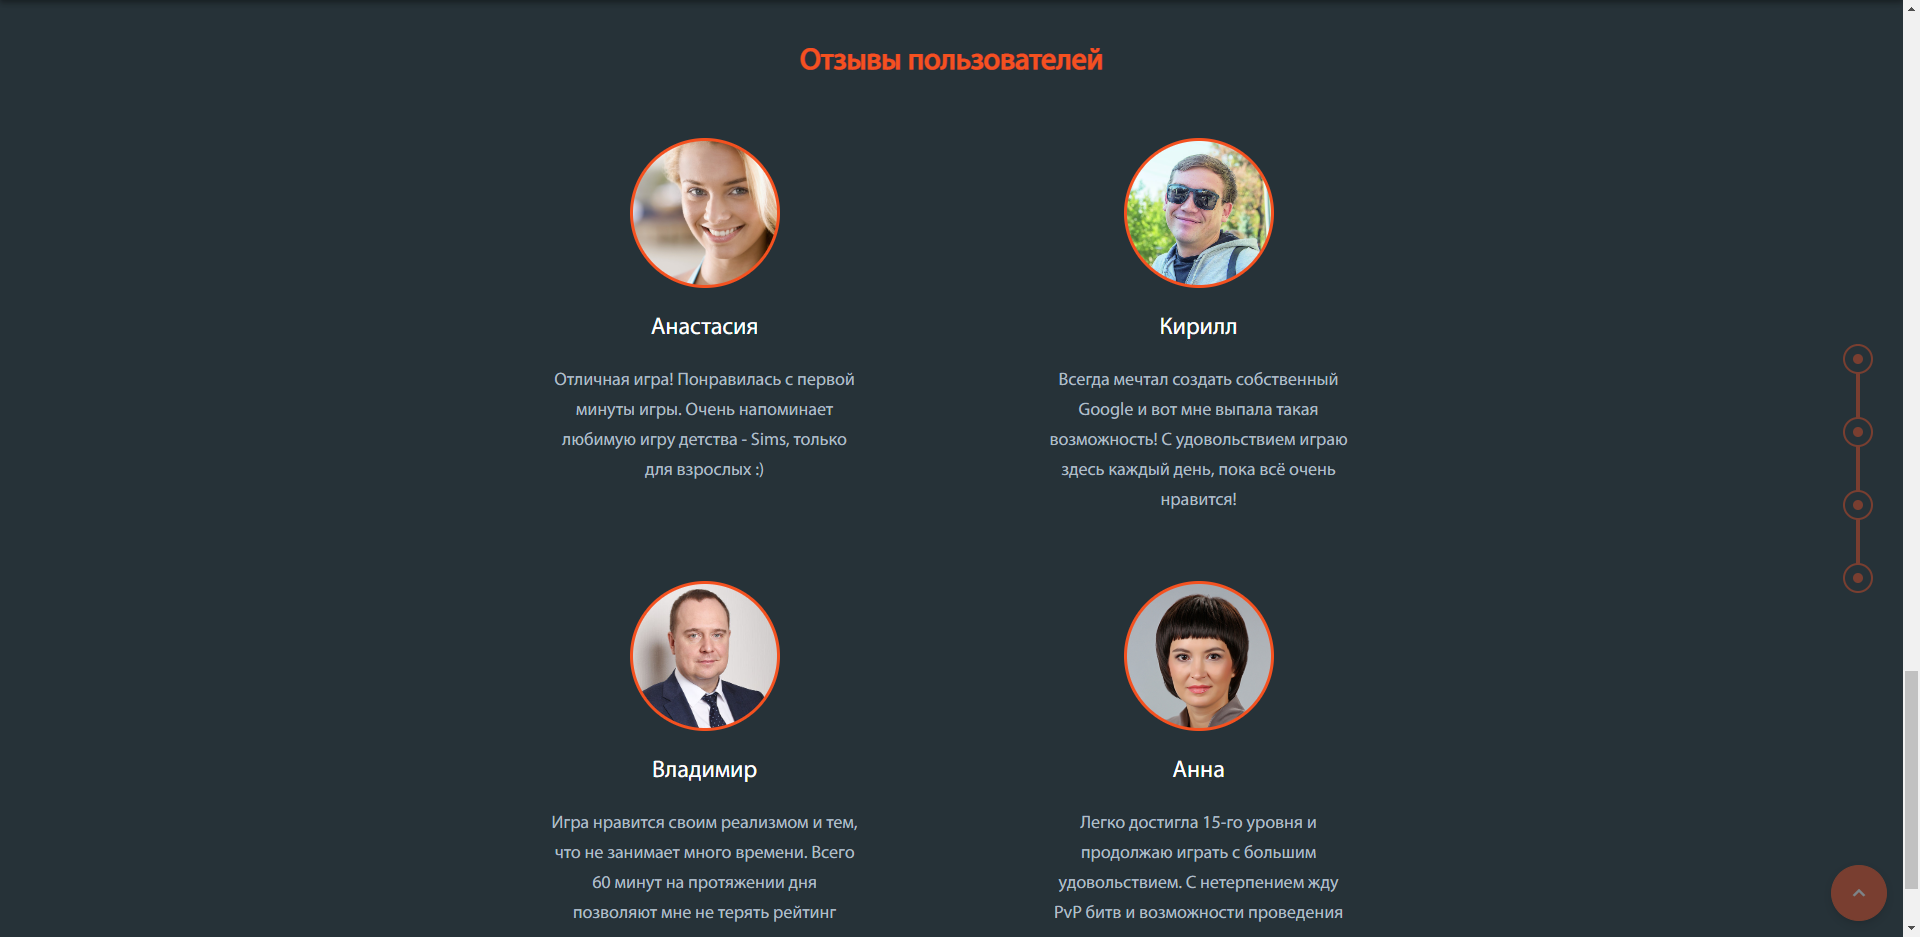 Отзывы пользователей
Анастасия
Отличная игра! Понравилась с первой
минуты игры. Очень напоминает
любимую игру детства - Sims, только
для взрослых :)
Кирилл
Всегда мечтал создать собственный
Google и вот мне выпала такая
возможность! С удовольствием играю
здесь каждый день, пока всё очень
нравится!
Владимир
Игра нравится своим реализмом и тем,
что не занимает много времени. Всего
60 минут на протяжении дня
позволяют мне не терять рейтинг
Анна
Легко достигла 15-го уровня и
продолжаю играть с большим
удовольствием. С нетерпением жду
PvP битв и возможности проведения